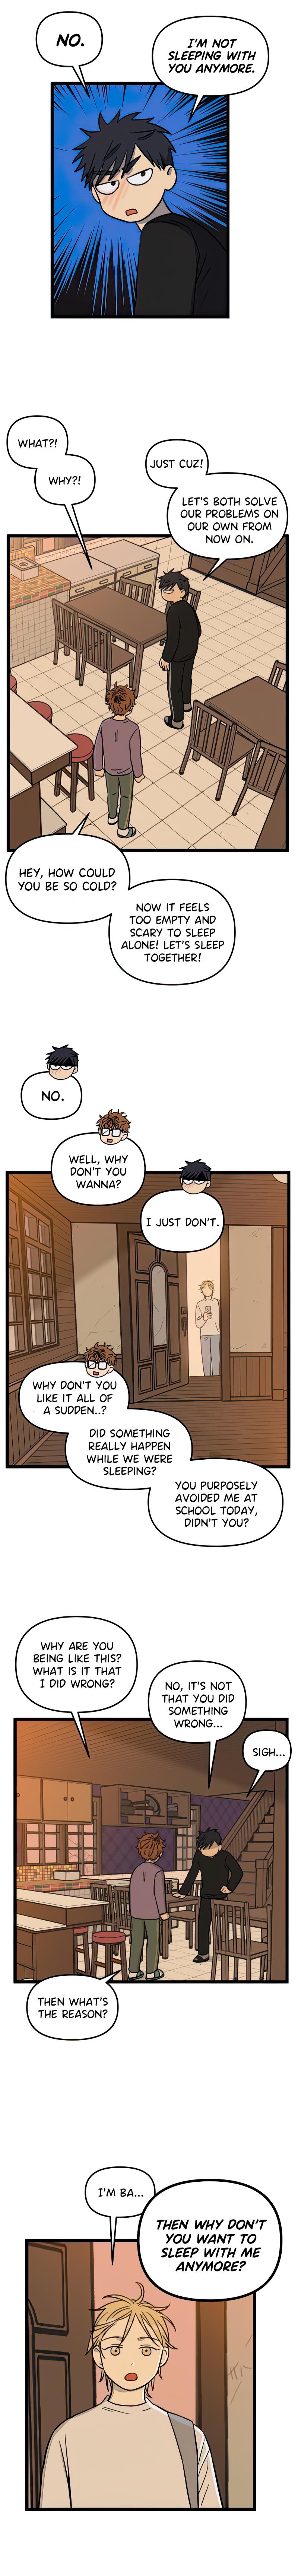 NO.
I'M NOT
SLEEPING WITH
YOU ANYMORE.
WHAT?!
WHY?!
JUST CUZ!
LET'S BOTH SOLVE
OUR PROBLEMS ON
OUR OWN FROM
NOW ON.
HEY, HOW COULD
YOU BE SO COLD?
NOW IT FEELS
TOO EMPTY AND
SCARY TO SLEEP
ALONE! LET'S SLEEP
TOGETHER!
NO.
WELL, WHY
DON'T YOU
WANNA?
I JUST DON'T.
WHY DON'T YOU
LIKE IT ALL OF
A SUDDEN..?
DID SOMETHING
REALLY HAPPEN
WHILE WE WERE
SLEEPING?
YOU PURPOSELY
AVOIDED ME AT
SCHOOL TODAY,
DIDN'T YOU?
WHY ARE YOU
BEING LIKE THIS?
WHAT IS IT THAT
I DID WRONG?
NO, IT'S NOT
THAT YOU DID
SOMETHING
WRONG...
SIGH...
THEN WHAT'S
THE REASON?
I'M BA...
THEN WHY DON'T
YOU WANT TO
SLEEP WITH ME
ANYMORE?